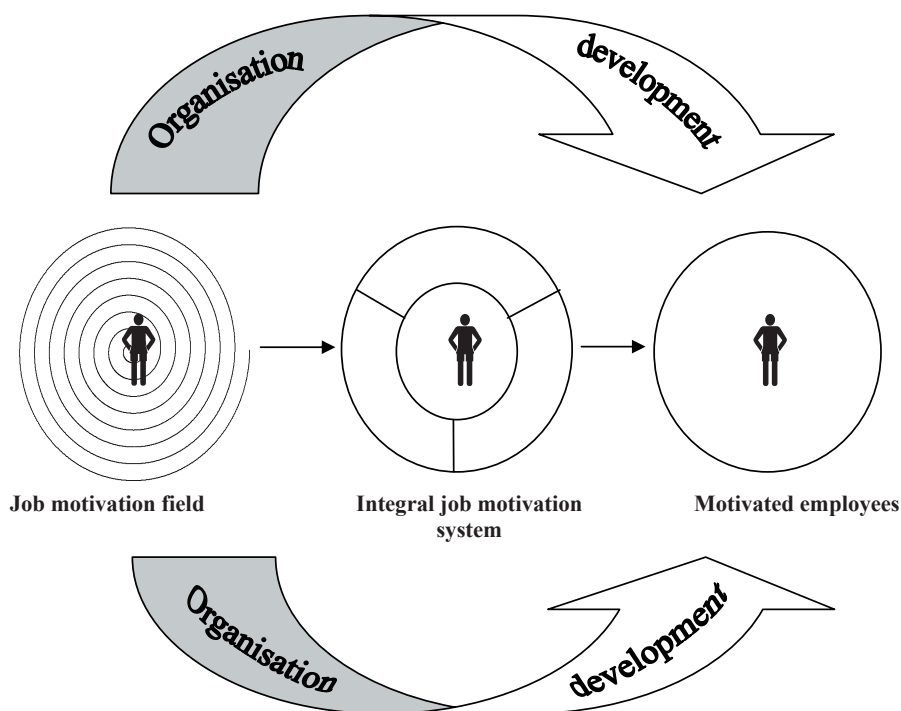 Organisation
development
Job motivation field
Integral job motivation
system
Motivated employees
Organisation
development